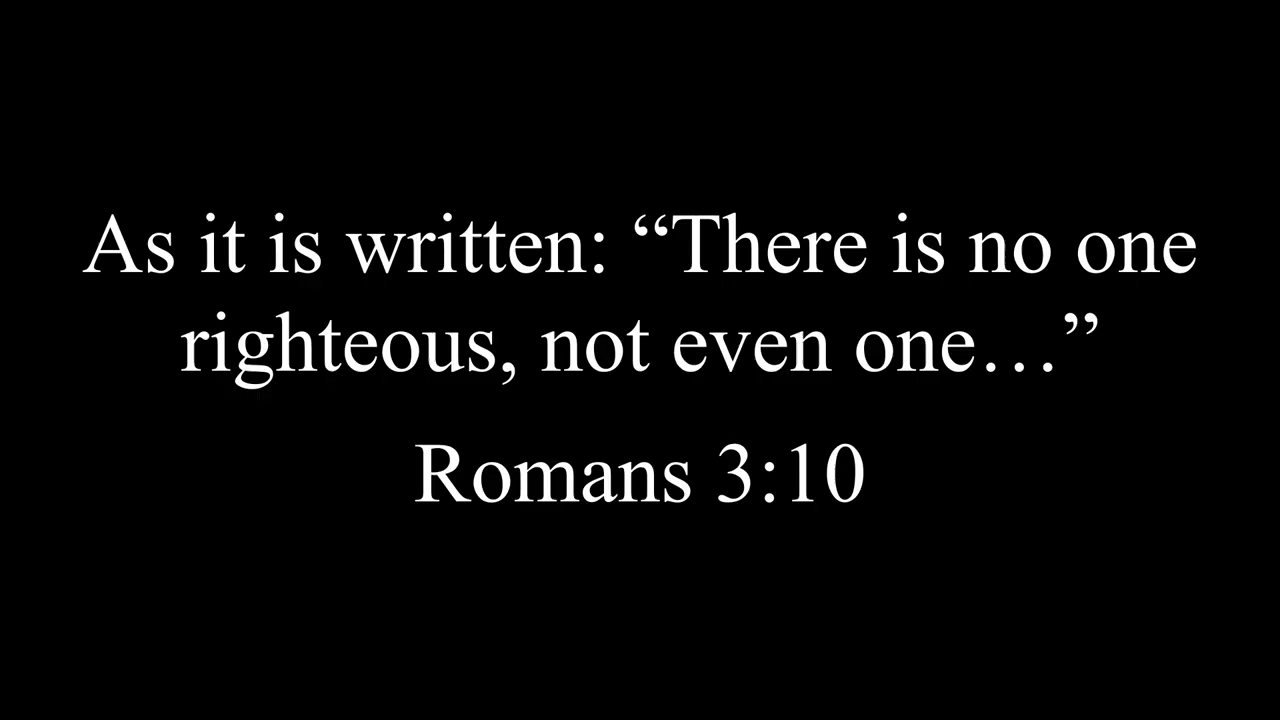 As it is written: “There is no one
righteous, not even one…”
Romans 3:10